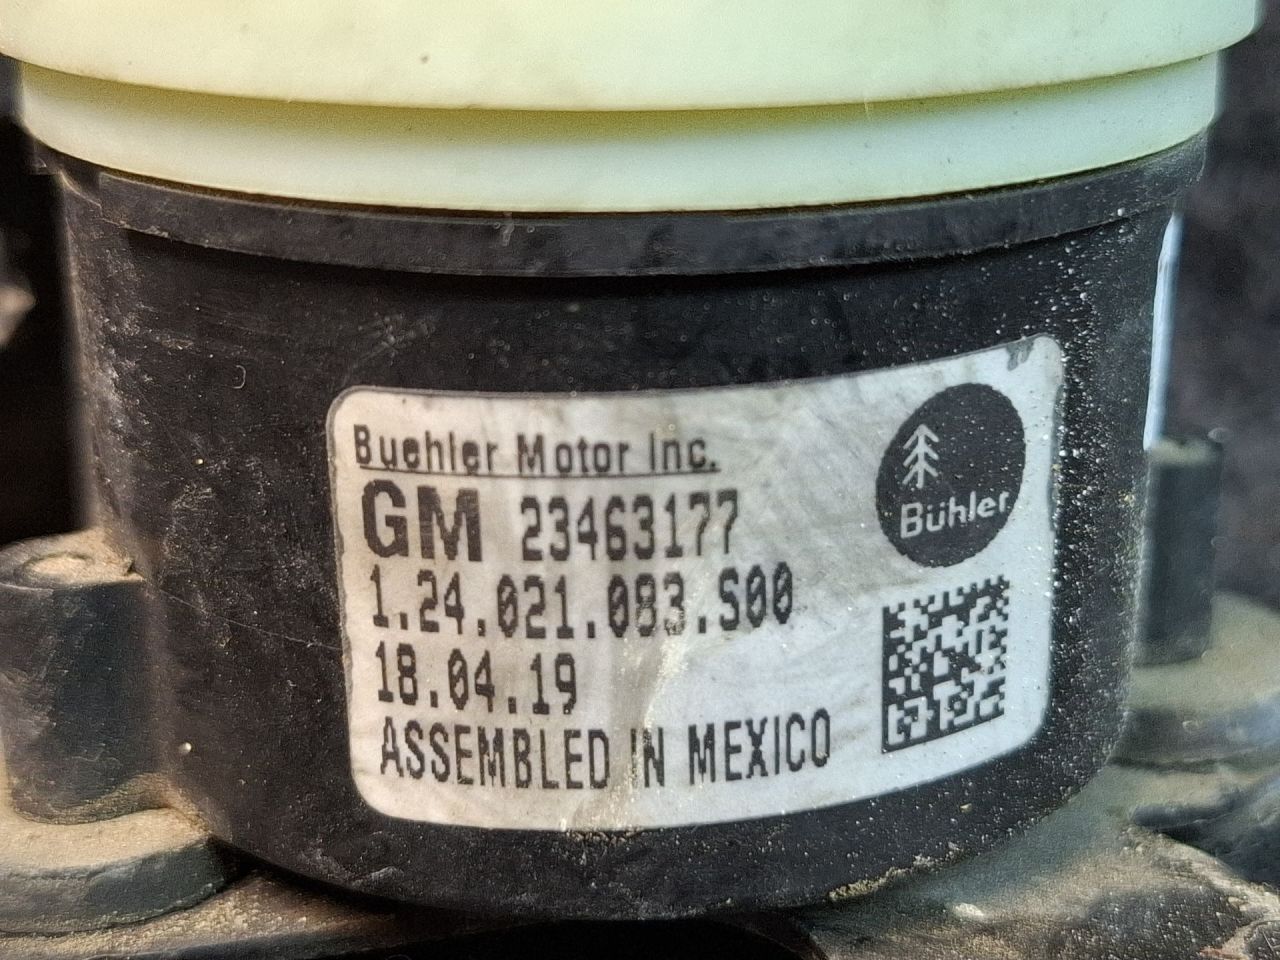 Buehler Motor Inc.
GM 23463177
1.24.021.083.S00
18.04.19
ASSEMBLED IN MEXICO
Bühler